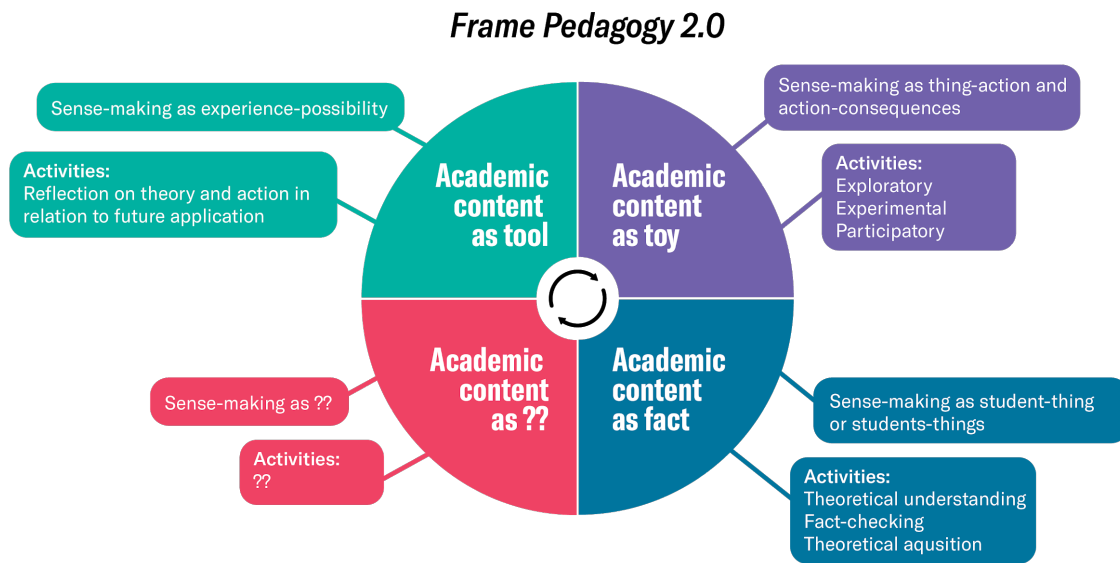 Frame Pedagogy 2.0
Sense-making as experience-possibility
Activities:
Reflection on theory and action in
relation to future application
Academic
content
as tool
Academic
content
as toy
Sense-making as thing-action and
action-consequences
Activities:
Exploratory
Experimental
Participatory
Sense-making as ??
Activities:
??
Academic
content
as ??
Academic
content
as fact
Sense-making as student-thing
or students-things
Activities:
Theoretical understanding
Fact-checking
Theoretical aqusition